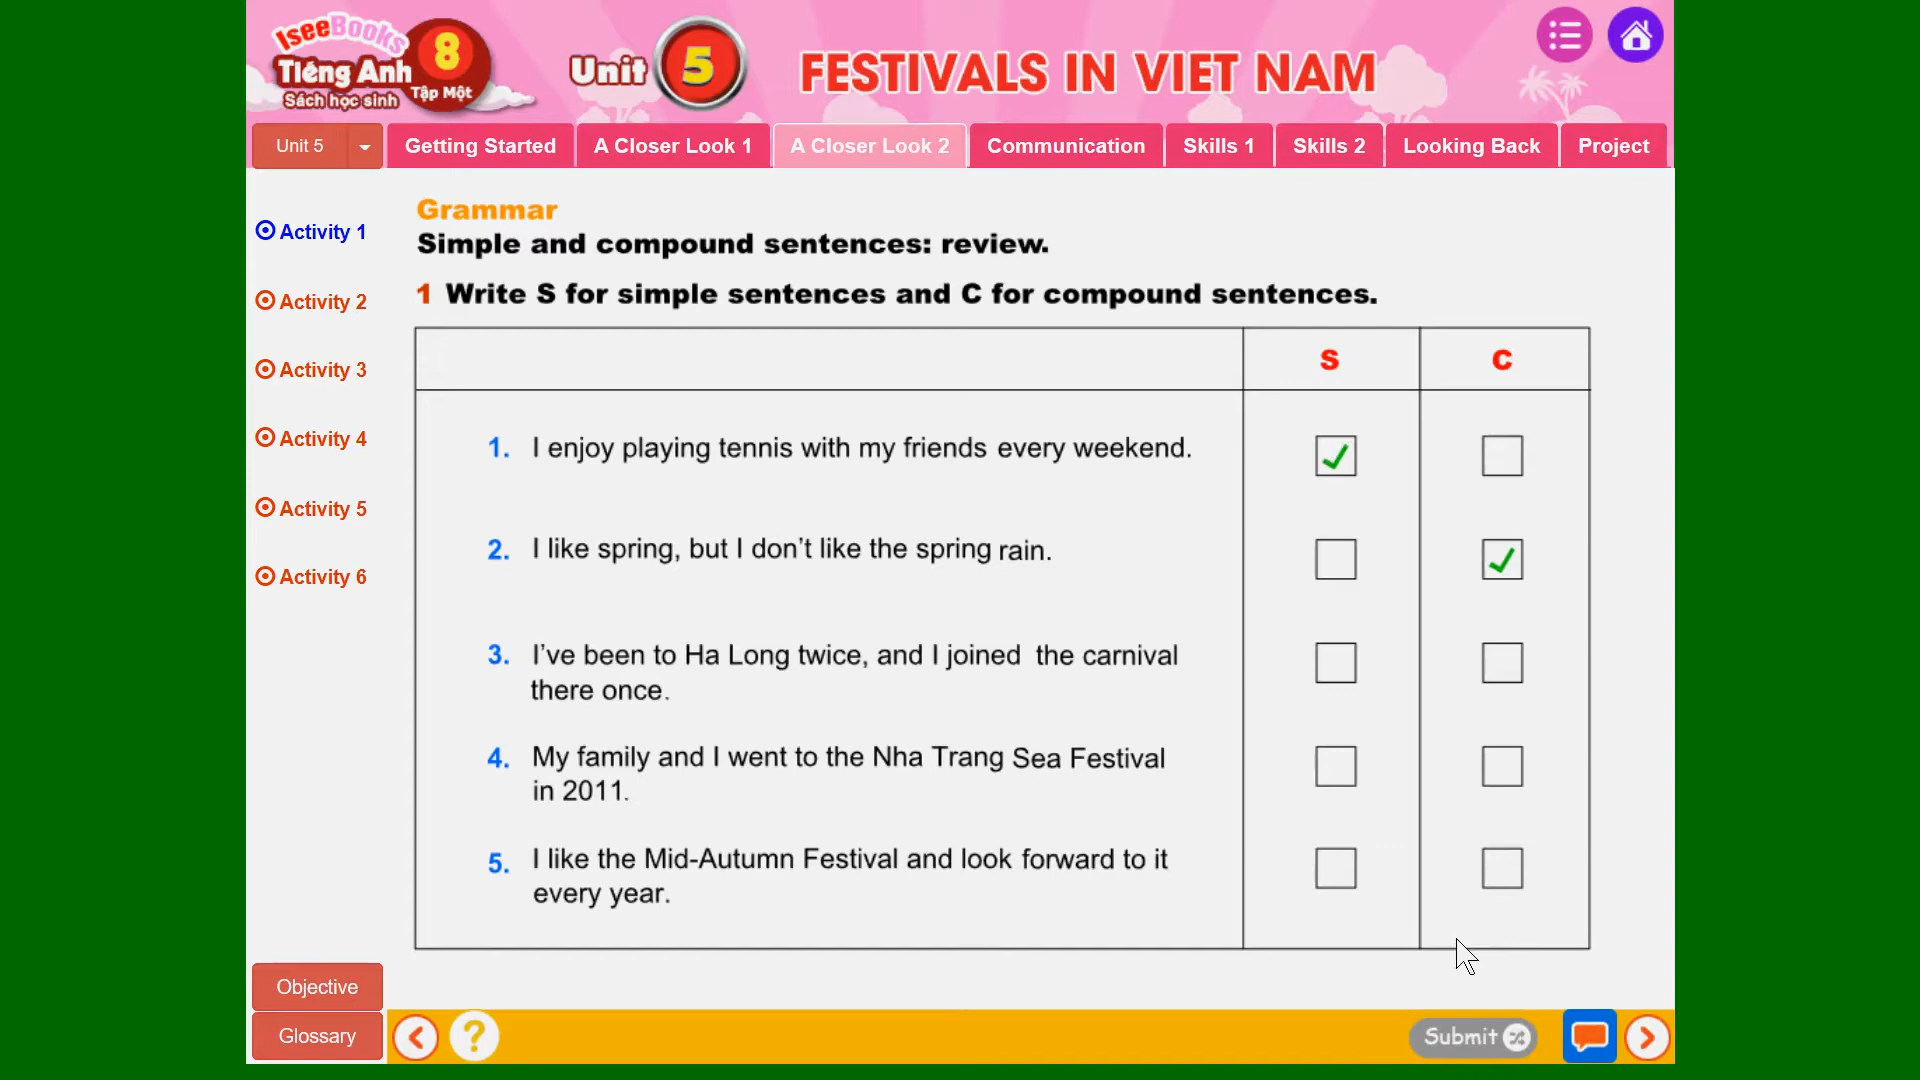 IseeBooks
Tiếng Anh 8
Sách học sinh Tập Một
Unit 5
FESTIVALS IN VIET NAM
Unit 5
Getting Started
A Closer Look 1
A Closer Look 2
Communication
Skills 1
Skills 2
Looking Back
Project
Activity 1
Activity 2
Activity 3
Activity 4
Activity 5
Activity 6
Grammar
Simple and compound sentences: review.
1 Write S for simple sentences and C for compound sentences.
S C
1. I enjoy playing tennis with my friends every weekend.
2. I like spring, but I don’t like the spring rain.
3. I’ve been to Ha Long twice, and I joined the carnival
there once.
4. My family and I went to the Nha Trang Sea Festival
in 2011.
5. I like the Mid-Autumn Festival and look forward to it
every year.
Objective
Glossary
?
Submit